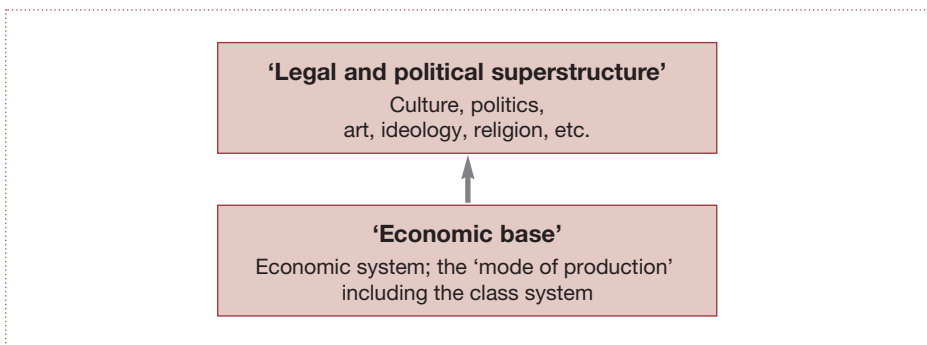 ‘Legal and political superstructure’
Culture, politics,
art, ideology, religion, etc.
‘Economic base’
Economic system; the ‘mode of production’
including the class system